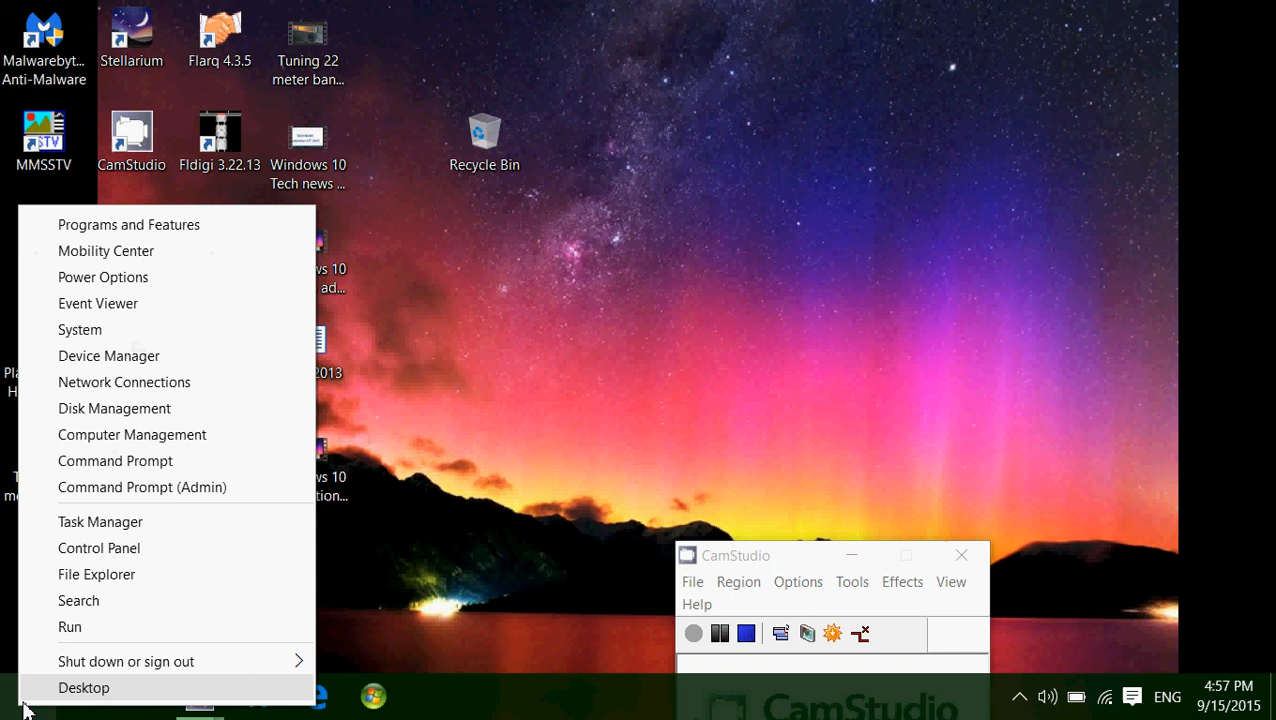 Malwarebyt...
Anti-Malware
Stellarium
Flarq 4.3.5
Tuning 22
meter ban...
MMSSTV
CamStudio
Fldigi 3.22.13
Windows 10
Tech news ...
Recycle Bin
Programs and Features
Mobility Center
Power Options
Event Viewer
System
Device Manager
Network Connections
Disk Management
Computer Management
Command Prompt
Command Prompt (Admin)
Task Manager
Control Panel
File Explorer
Search
Run
Shut down or sign out
Desktop
10
ad...
2013
10
CamStudio
File Region Options Tools Effects View
Help
CamStudio
ENG
4:57 PM
9/15/2015